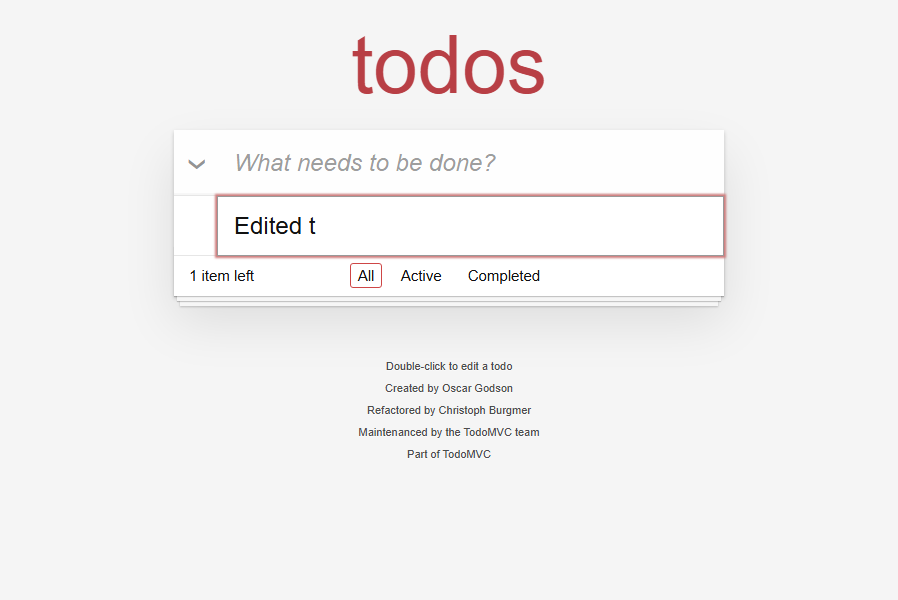 todos
What needs to be done?
Edited t
1 item left All Active Completed
Double-click to edit a todo
Created by Oscar Godson
Refactored by Christoph Burgmer
Maintenanced by the TodoMVC team
Part of TodoMVC